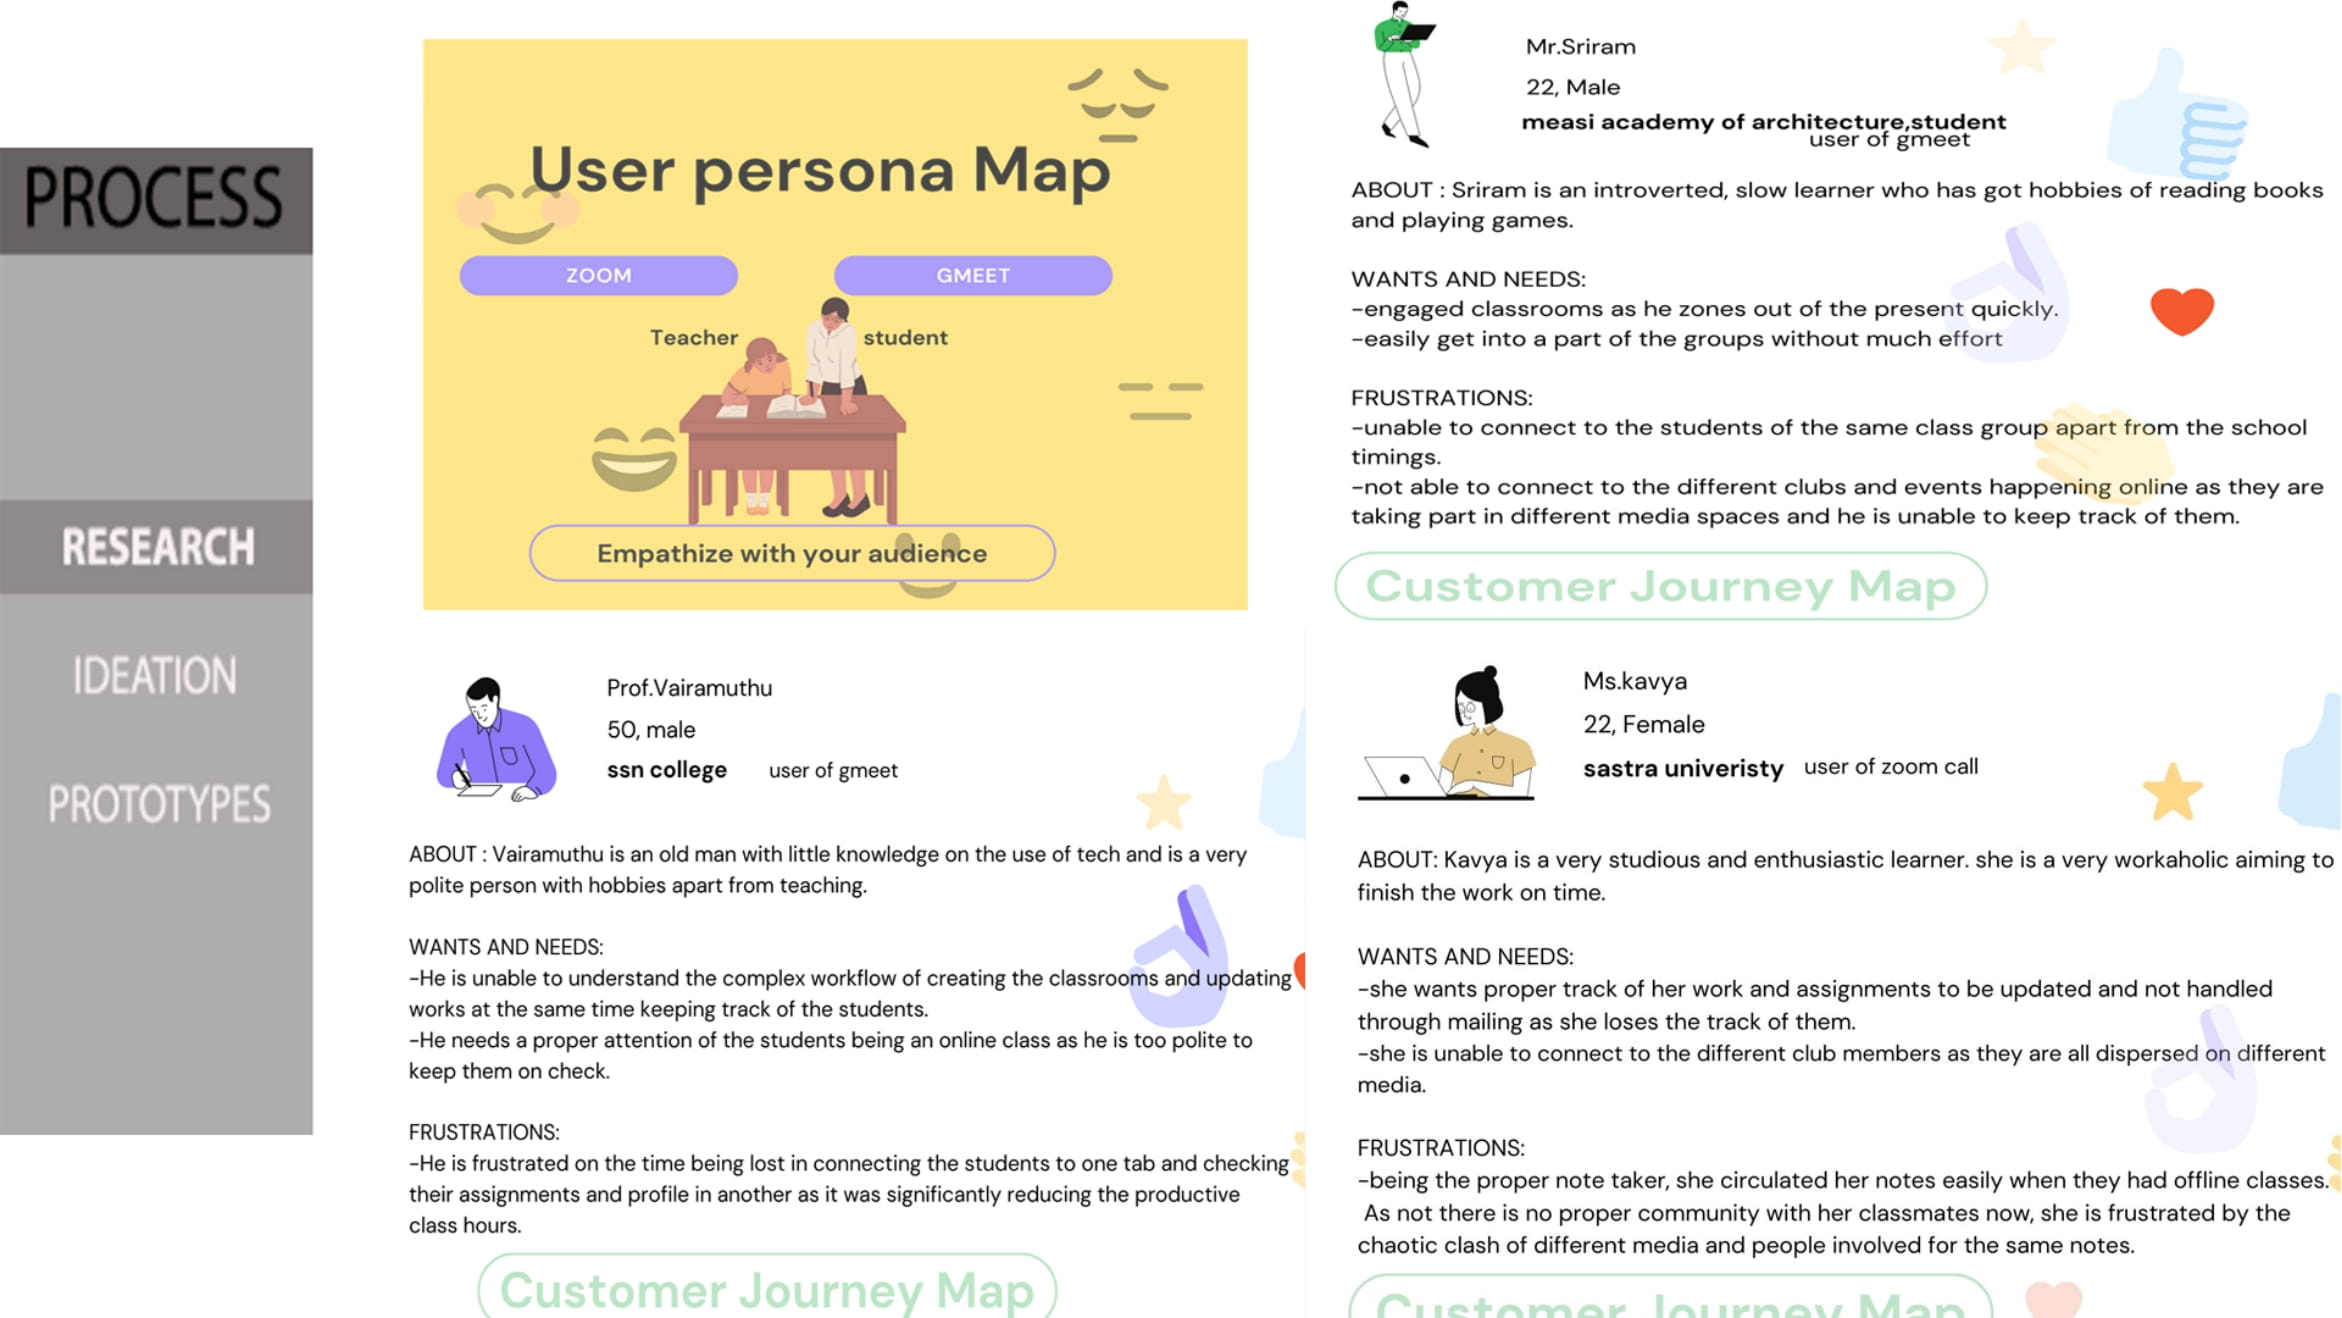 PROCESS
RESEARCH
IDEATION
PROTOTYPES
User persona Map
ZOOM
GMEET
Teacher
student
Empathize with your audience
Mr.Sriram
22, Male
measi academy of architecture,student
user of gmeet
ABOUT : Sriram is an introverted, slow learner who has got hobbies of reading books
and playing games.
WANTS AND NEEDS:
-engaged classrooms as he zones out of the present quickly.
-easily get into a part of the groups without much effort
FRUSTRATIONS:
-unable to connect to the students of the same class group apart from the school
timings.
-not able to connect to the different clubs and events happening online as they are
taking part in different media spaces and he is unable to keep track of them.
Customer Journey Map
Prof.Vairamuthu
50, male
ssn college user of gmeet
ABOUT : Vairamuthu is an old man with little knowledge on the use of tech and is a very
polite person with hobbies apart from teaching.
WANTS AND NEEDS:
-He is unable to understand the complex workflow of creating the classrooms and updating
works at the same time keeping track of the students.
-He needs a proper attention of the students being an online class as he is too polite to
keep them on check.
FRUSTRATIONS:
-He is frustrated on the time being lost in connecting the students to one tab and checking
their assignments and profile in another as it was significantly reducing the productive
class hours.
Customer Journey Map
Ms.kavya
22, Female
sastra univeristy user of zoom call
ABOUT: Kavya is a very studious and enthusiastic learner. she is a very workaholic aiming to
finish the work on time.
WANTS AND NEEDS:
-she wants proper track of her work and assignments to be updated and not handled
through mailing as she loses the track of them.
-she is unable to connect to the different club members as they are all dispersed on different
media.
FRUSTRATIONS:
-being the proper note taker, she circulated her notes easily when they had offline classes.
As not there is no proper community with her classmates now, she is frustrated by the
chaotic clash of different media and people involved for the same notes.
Customer Journey Map